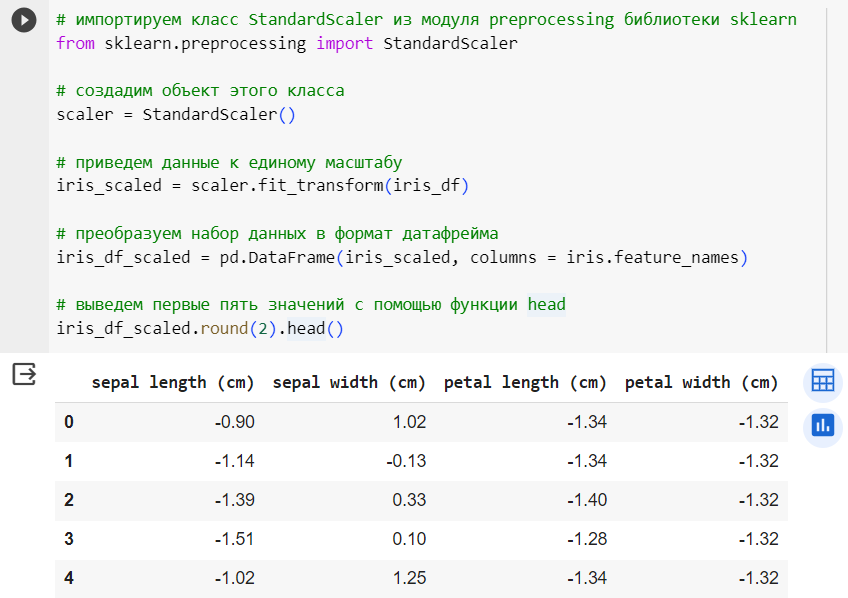 # импортируем класс StandardScaler из модуля preprocessing библиотеки sklearn
from sklearn.preprocessing import StandardScaler
# создадим объект этого класса
scaler = StandardScaler()
# приведем данные к единому масштабу
iris_scaled = scaler.fit_transform(iris_df)
# преобразуем набор данных в формат датафрейма
iris_df_scaled = pd.DataFrame(iris_scaled, columns = iris.feature_names)
# выведем первые пять значений с помощью функции head
iris_df_scaled.round(2).head()
sepal length (cm) sepal width (cm) petal length (cm) petal width (cm)
0 -0.90 1.02 -1.34 -1.32
1 -1.14 -0.13 -1.34 -1.32
2 -1.39 0.33 -1.40 -1.32
3 -1.51 0.10 -1.28 -1.32
4 -1.02 1.25 -1.34 -1.32